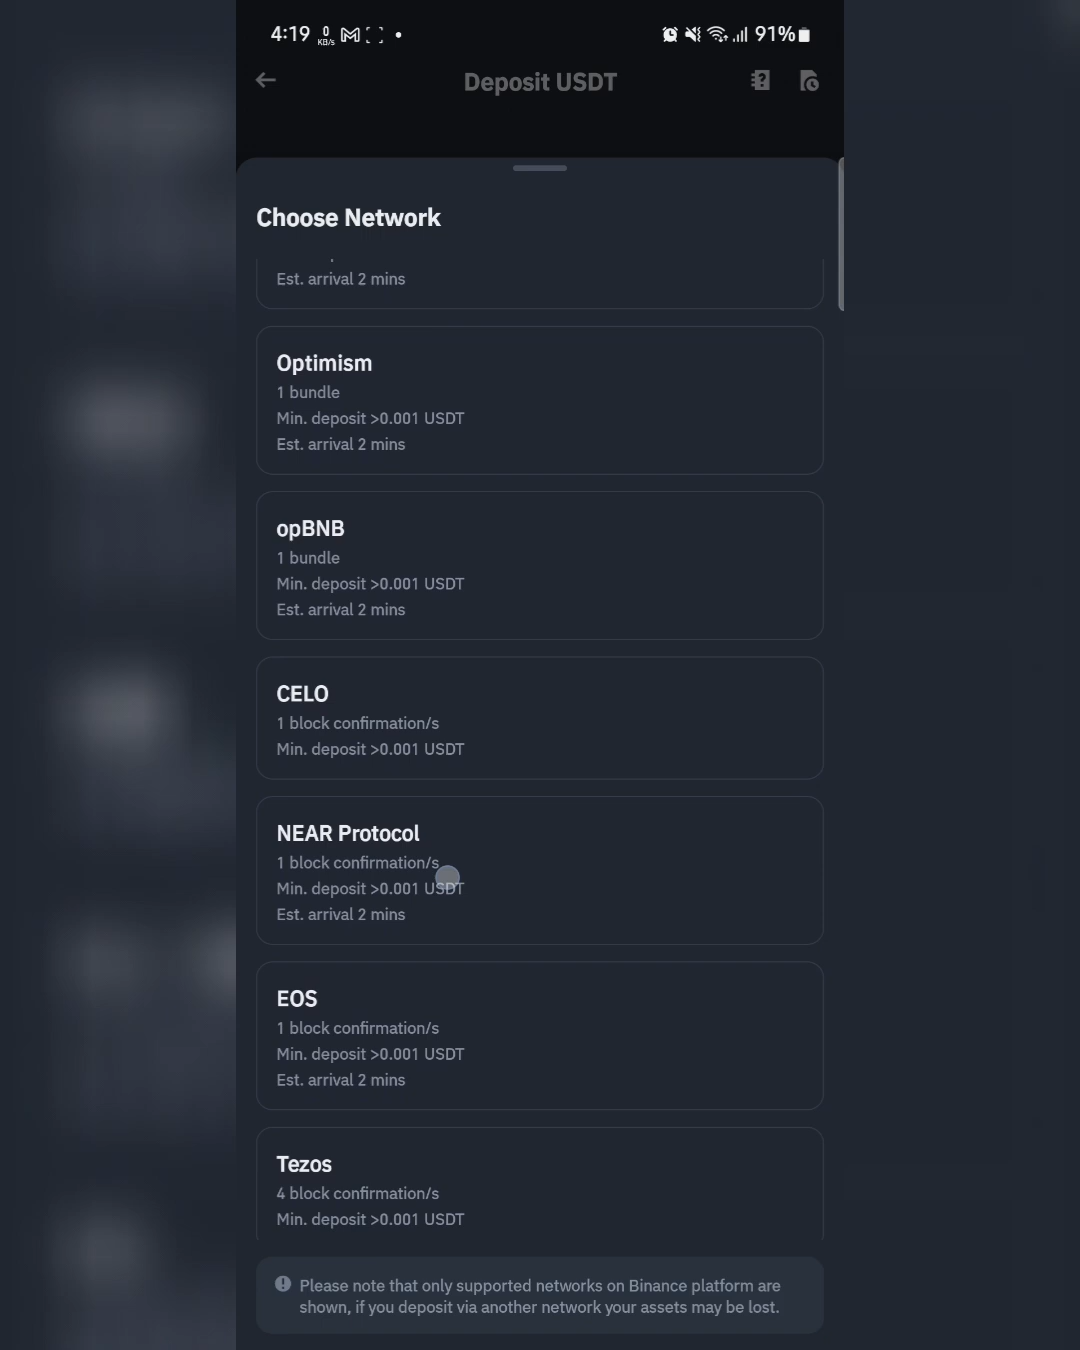 4:19 0 KB/s 91%
Deposit USDT
Choose Network
Est. arrival 2 mins
Optimism
1 bundle
Min. deposit >0.001 USDT
Est. arrival 2 mins
opBNB
1 bundle
Min. deposit >0.001 USDT
Est. arrival 2 mins
CELO
1 block confirmation/s
Min. deposit >0.001 USDT
NEAR Protocol
1 block confirmation/s
Min. deposit >0.001 USDT
Est. arrival 2 mins
EOS
1 block confirmation/s
Min. deposit >0.001 USDT
Est. arrival 2 mins
Tezos
4 block confirmation/s
Min. deposit >0.001 USDT
Please note that only supported networks on Binance platform are
shown, if you deposit via another network your assets may be lost.